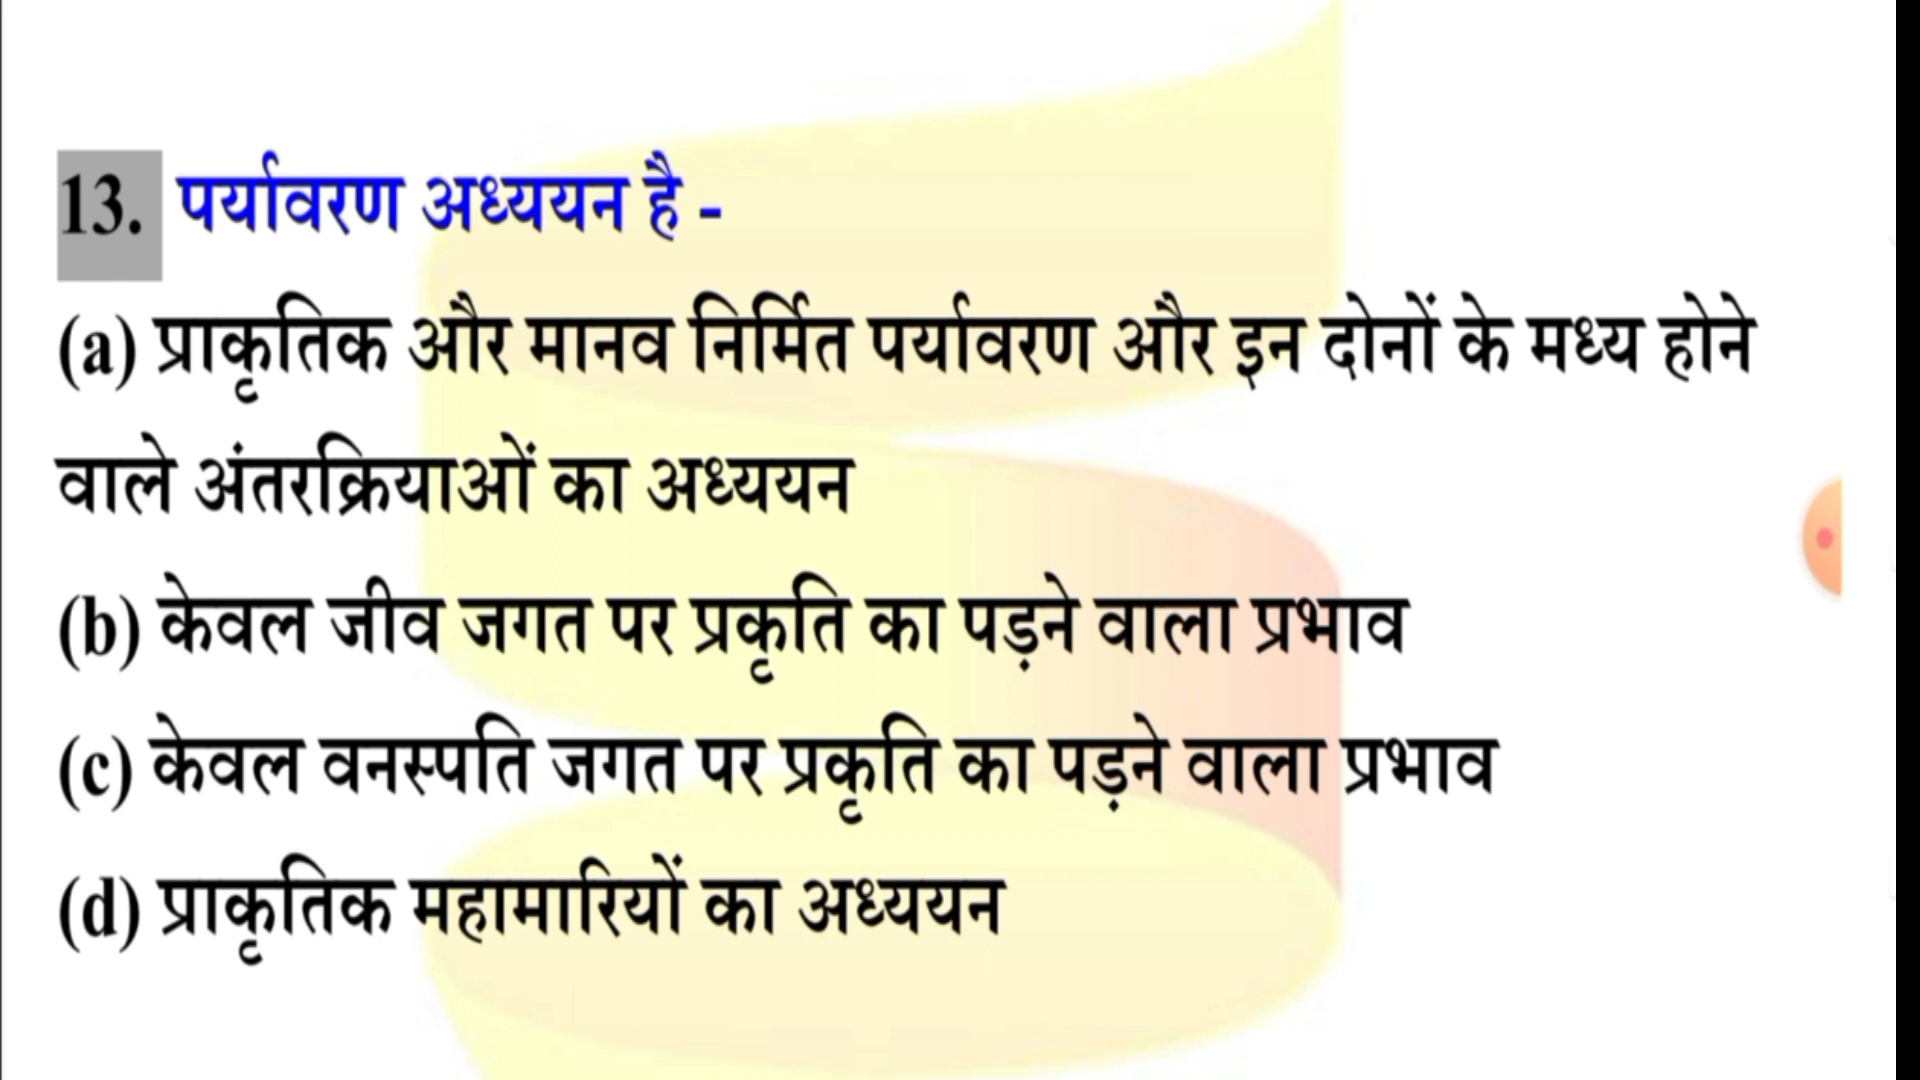 13. पर्यावरण अध्ययन है -
(a) प्राकृतिक और मानव निर्मित पर्यावरण और इन दोनों के मध्य होने
वाले अंतरक्रियाओं का अध्ययन
(b) केवल जीव जगत पर प्रकृति का पड़ने वाला प्रभाव
(c) केवल वनस्पति जगत पर प्रकृति का पड़ने वाला प्रभाव
(d) प्राकृतिक महामारियों का अध्ययन